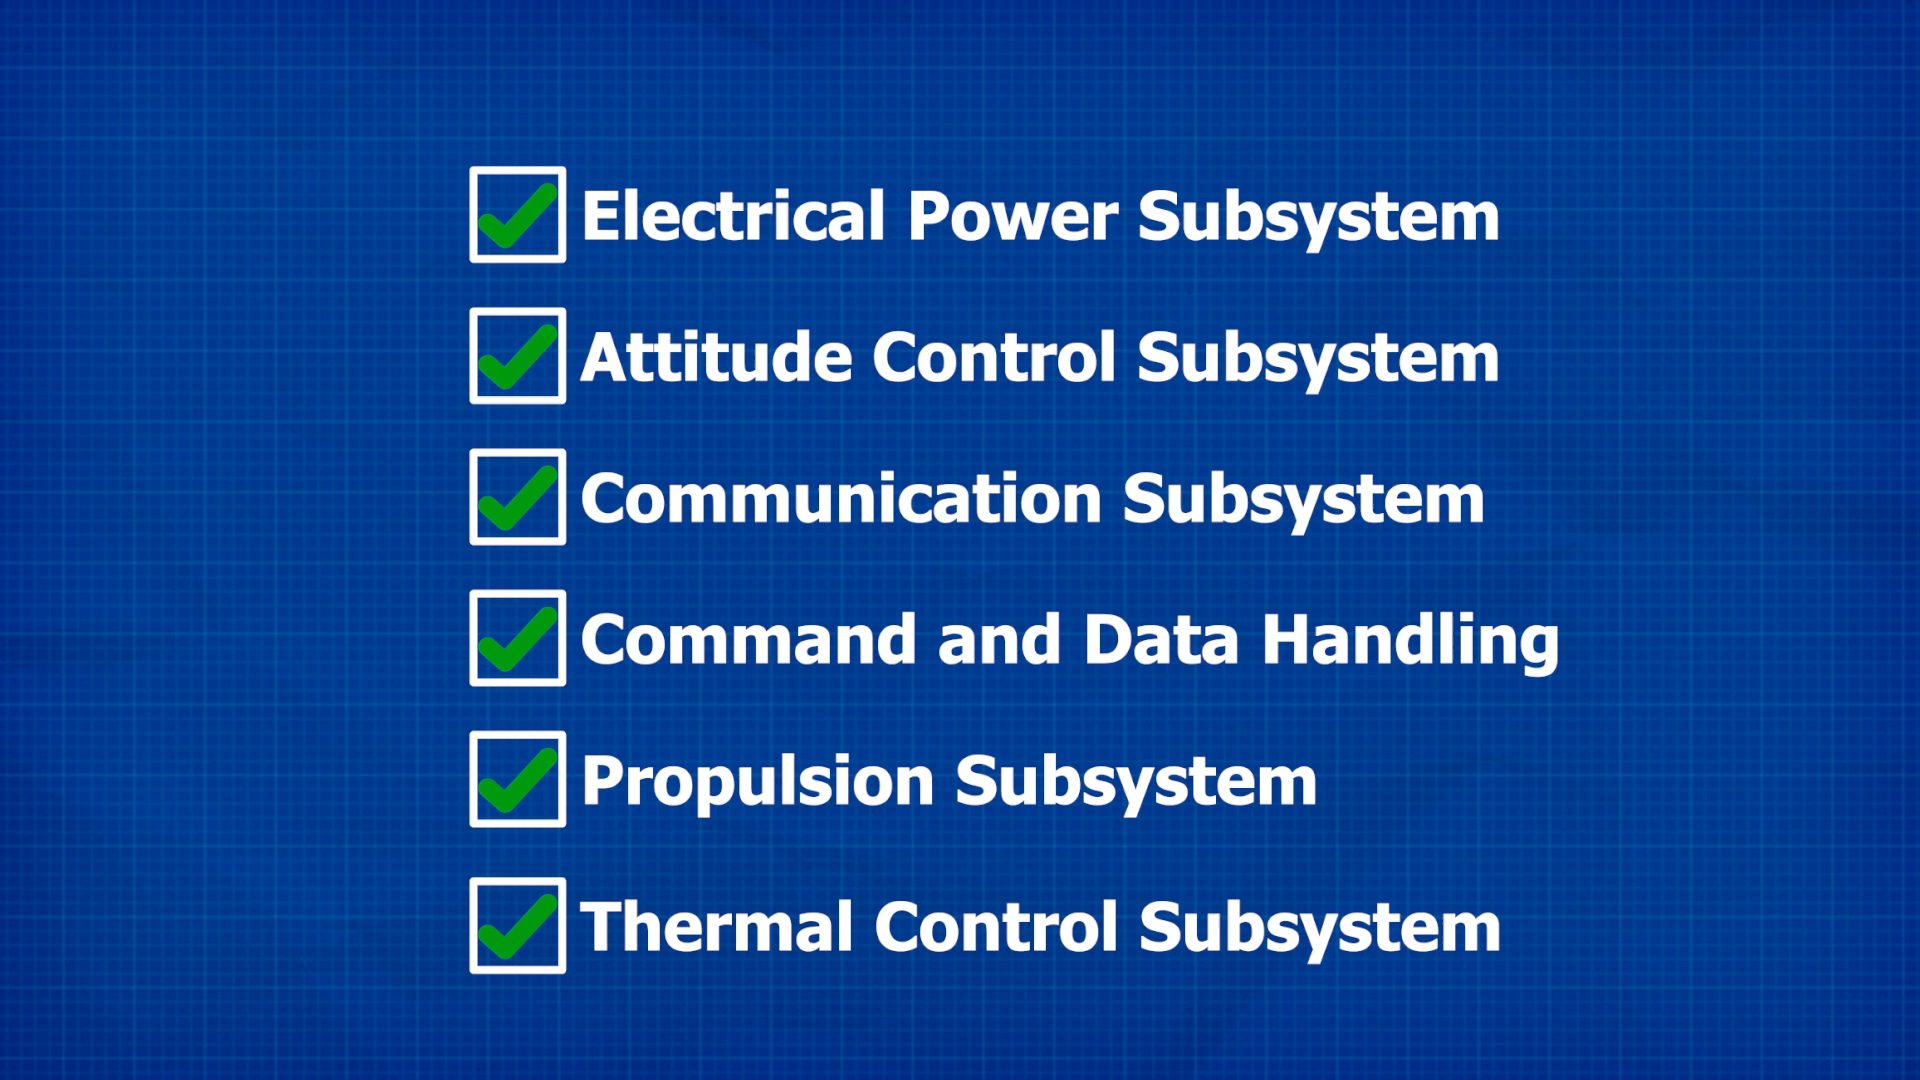 Electrical Power Subsystem
Attitude Control Subsystem
Communication Subsystem
Command and Data Handling
Propulsion Subsystem
Thermal Control Subsystem